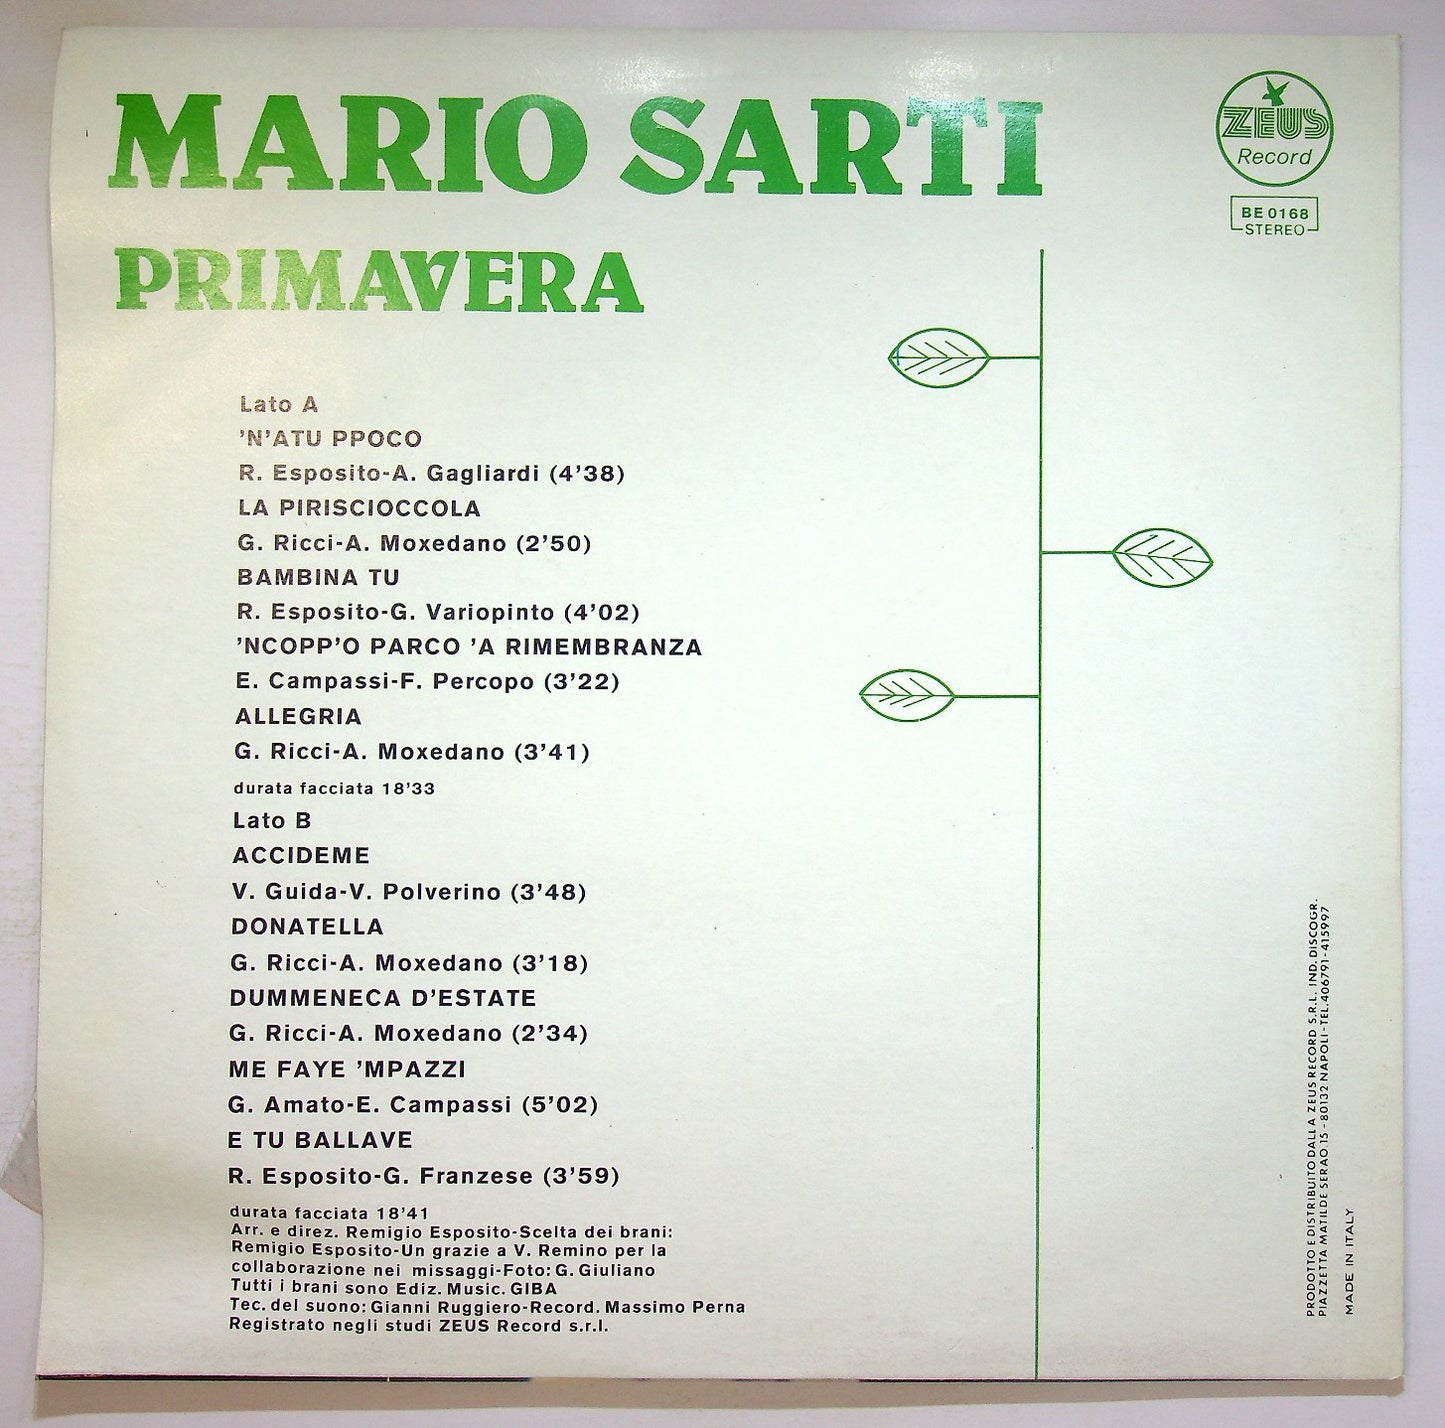 MARIO SARTI
ZEUS
Record
BE 0168
STEREO
PRIMAVERA
Lato A
'N'ATU PPOCO
R. Esposito-A. Gagliardi (4'38)
LA PIRISCIOCCOLA
G. Ricci-A. Moxedano (2'50)
BAMBINA TU
R. Esposito-G. Variopinto (4'02)
'NCOPP'O PARCO 'A RIMEMBRANZA
E. Campassi-F. Percopo (3'22)
ALLEGRIA
G. Ricci-A. Moxedano (3'41)
durata facciata 18'33
Lato B
ACCIDEME
V. Guida-V. Polverino (3'48)
DONATELLA
G. Ricci-A. Moxedano (3'18)
DUMMENECA D'ESTATE
G. Ricci-A. Moxedano (2'34)
ME FAYE 'MPAZZI
G. Amato-E. Campassi (5'02)
E TU BALLAVE
R. Esposito-G. Franzese (3'59)
durata facciata 18'41
Arr. e direz. Remigio Esposito-Scelta dei brani:
Remigio Esposito-Un grazie a V. Remino per la
collaborazione nei missaggi-Foto: G. Giuliano
Tutti i brani sono Ediz. Music. GIBA
Tec. del suono: Gianni Ruggiero-Record. Massimo Perna
Registrato negli studi ZEUS Record s.r.l.
PRODOTTO E DISTRIBUITO DALLA ZEUS RECORD S.R.L. IND. DISCOGR.
PIAZZETTA MATILDE SERAO, 15 - 80132 NAPOLI - TEL. 406791-415997
MADE IN ITALY